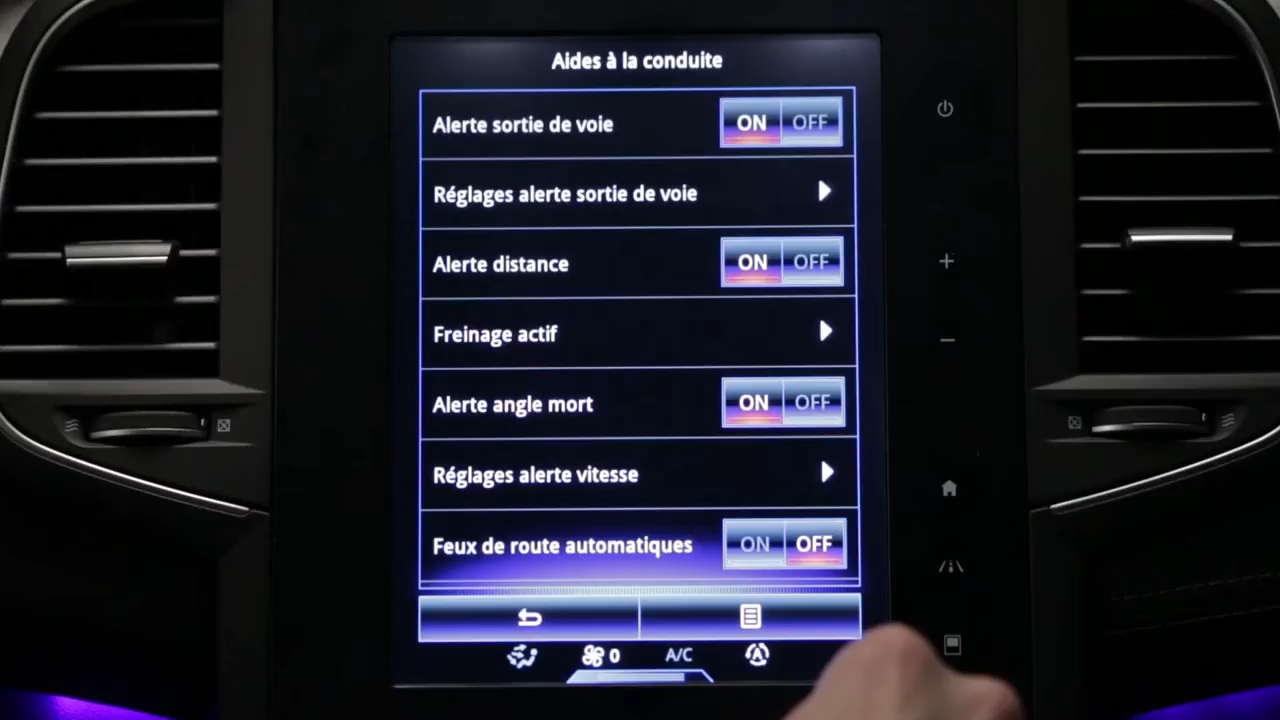 Aides à la conduite
Alerte sortie de voie ON OFF
Réglages alerte sortie de voie
Alerte distance ON OFF
Freinage actif
Alerte angle mort ON OFF
Réglages alerte vitesse
Feux de route automatiques ON OFF
0 A/C A